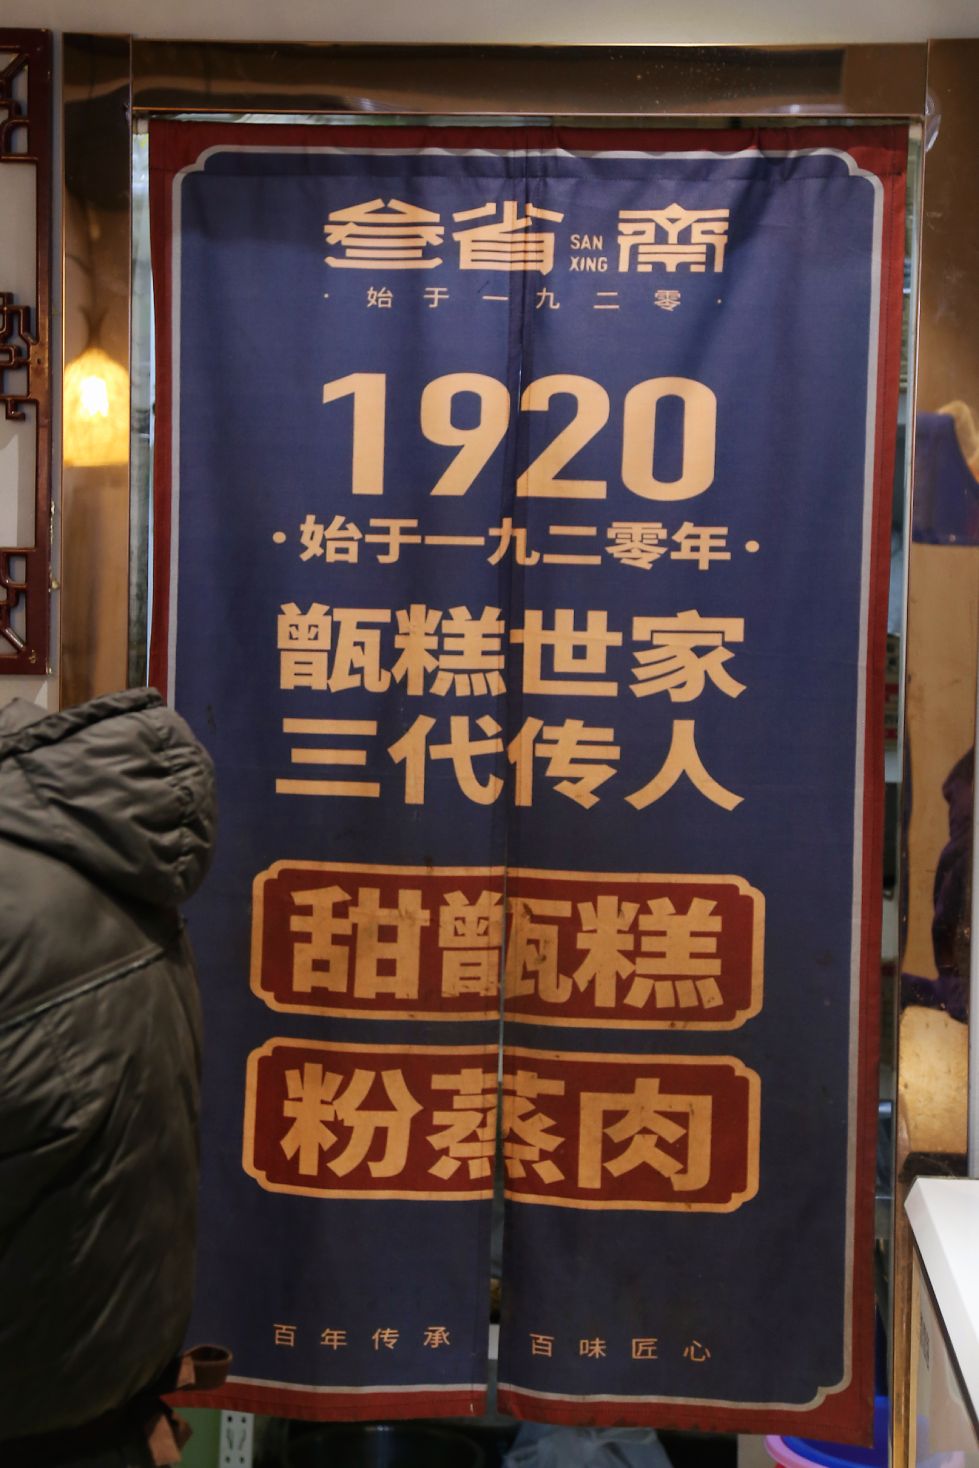 叁省 SAN XING 斋
· 始于一九二零 ·
1920
· 始于一九二零年 ·
甑糕世家
三代传人
甜甑糕
粉蒸肉
百年传承 百味匠心